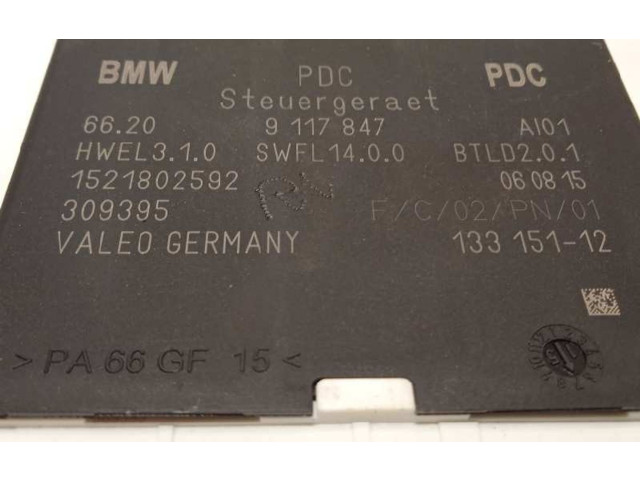 BMW PDC PDC
Steuergeraet
66.20 9 117 847 AI01
HWEL3.1.0 SWFL14.0.0 BTLD2.0.1
1521802592 06 08 15
309395 F/C/02/PN/01
VALEO GERMANY 133 151-12
> PA 66 GF 15 <